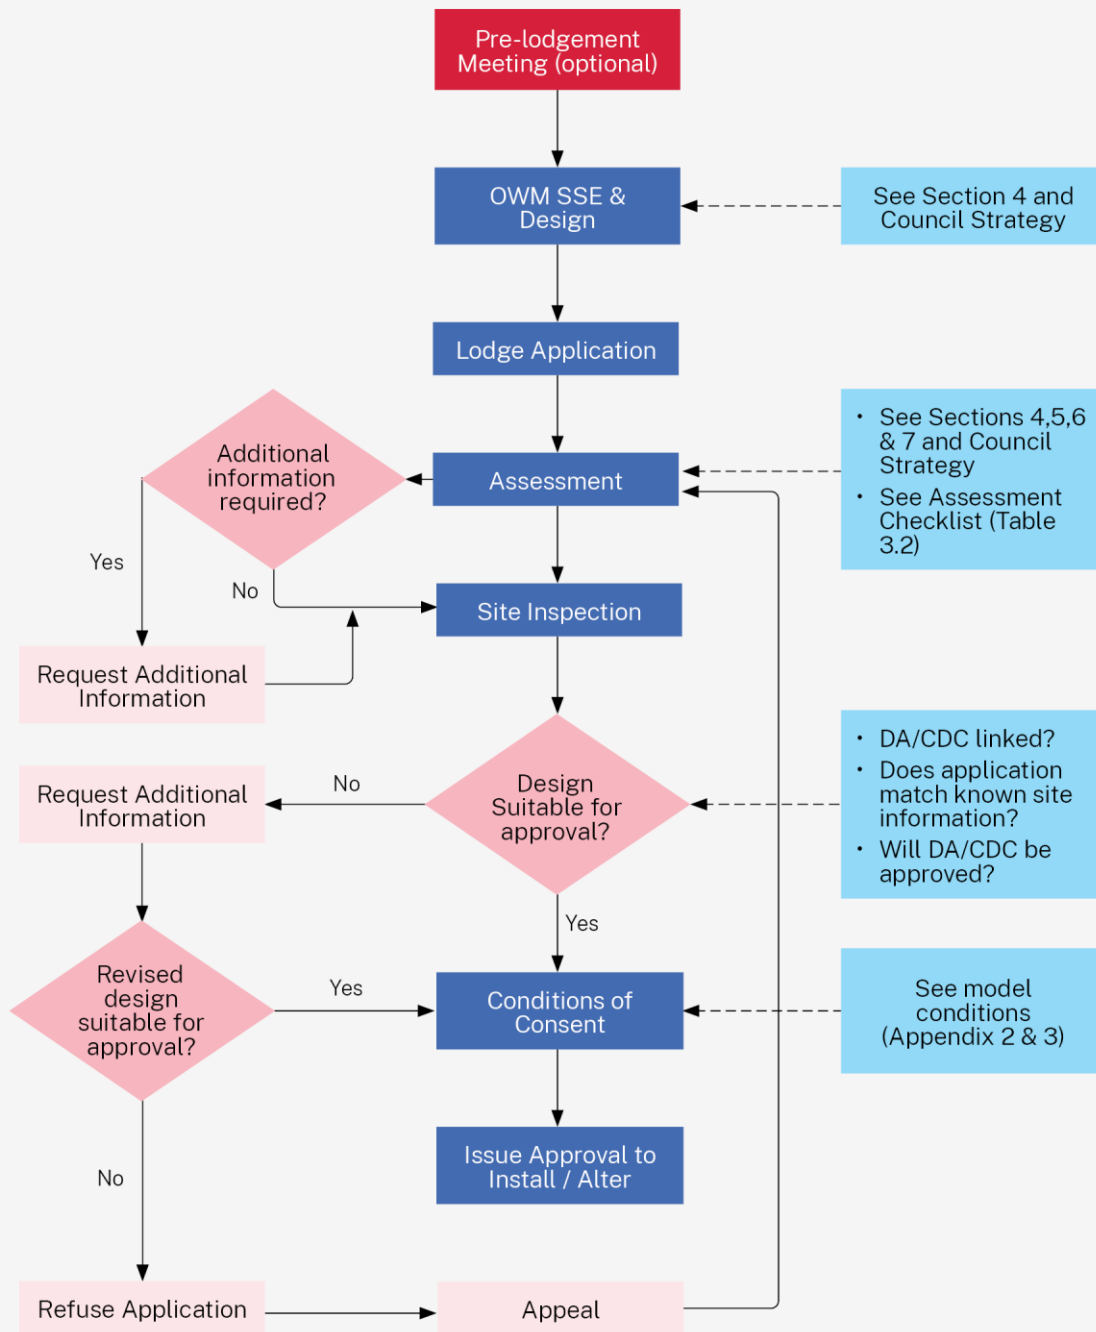 Pre-lodgement
Meeting (optional)
OWM SSE &
Design
See Section 4 and
Council Strategy
Lodge Application
Additional
information
required?
Assessment
• See Sections 4,5,6
& 7 and Council
Strategy
• See Assessment
Checklist (Table
3.2)
Yes
No
Site Inspection
Request Additional
Information
• DA/CDC linked?
• Does application
match known site
information?
• Will DA/CDC be
approved?
Design
Suitable for
approval?
No
Request Additional
Information
Yes
Revised
design
suitable for
approval?
Yes
Conditions of
Consent
See model
conditions
(Appendix 2 & 3)
Issue Approval to
Install / Alter
No
Refuse Application
Appeal